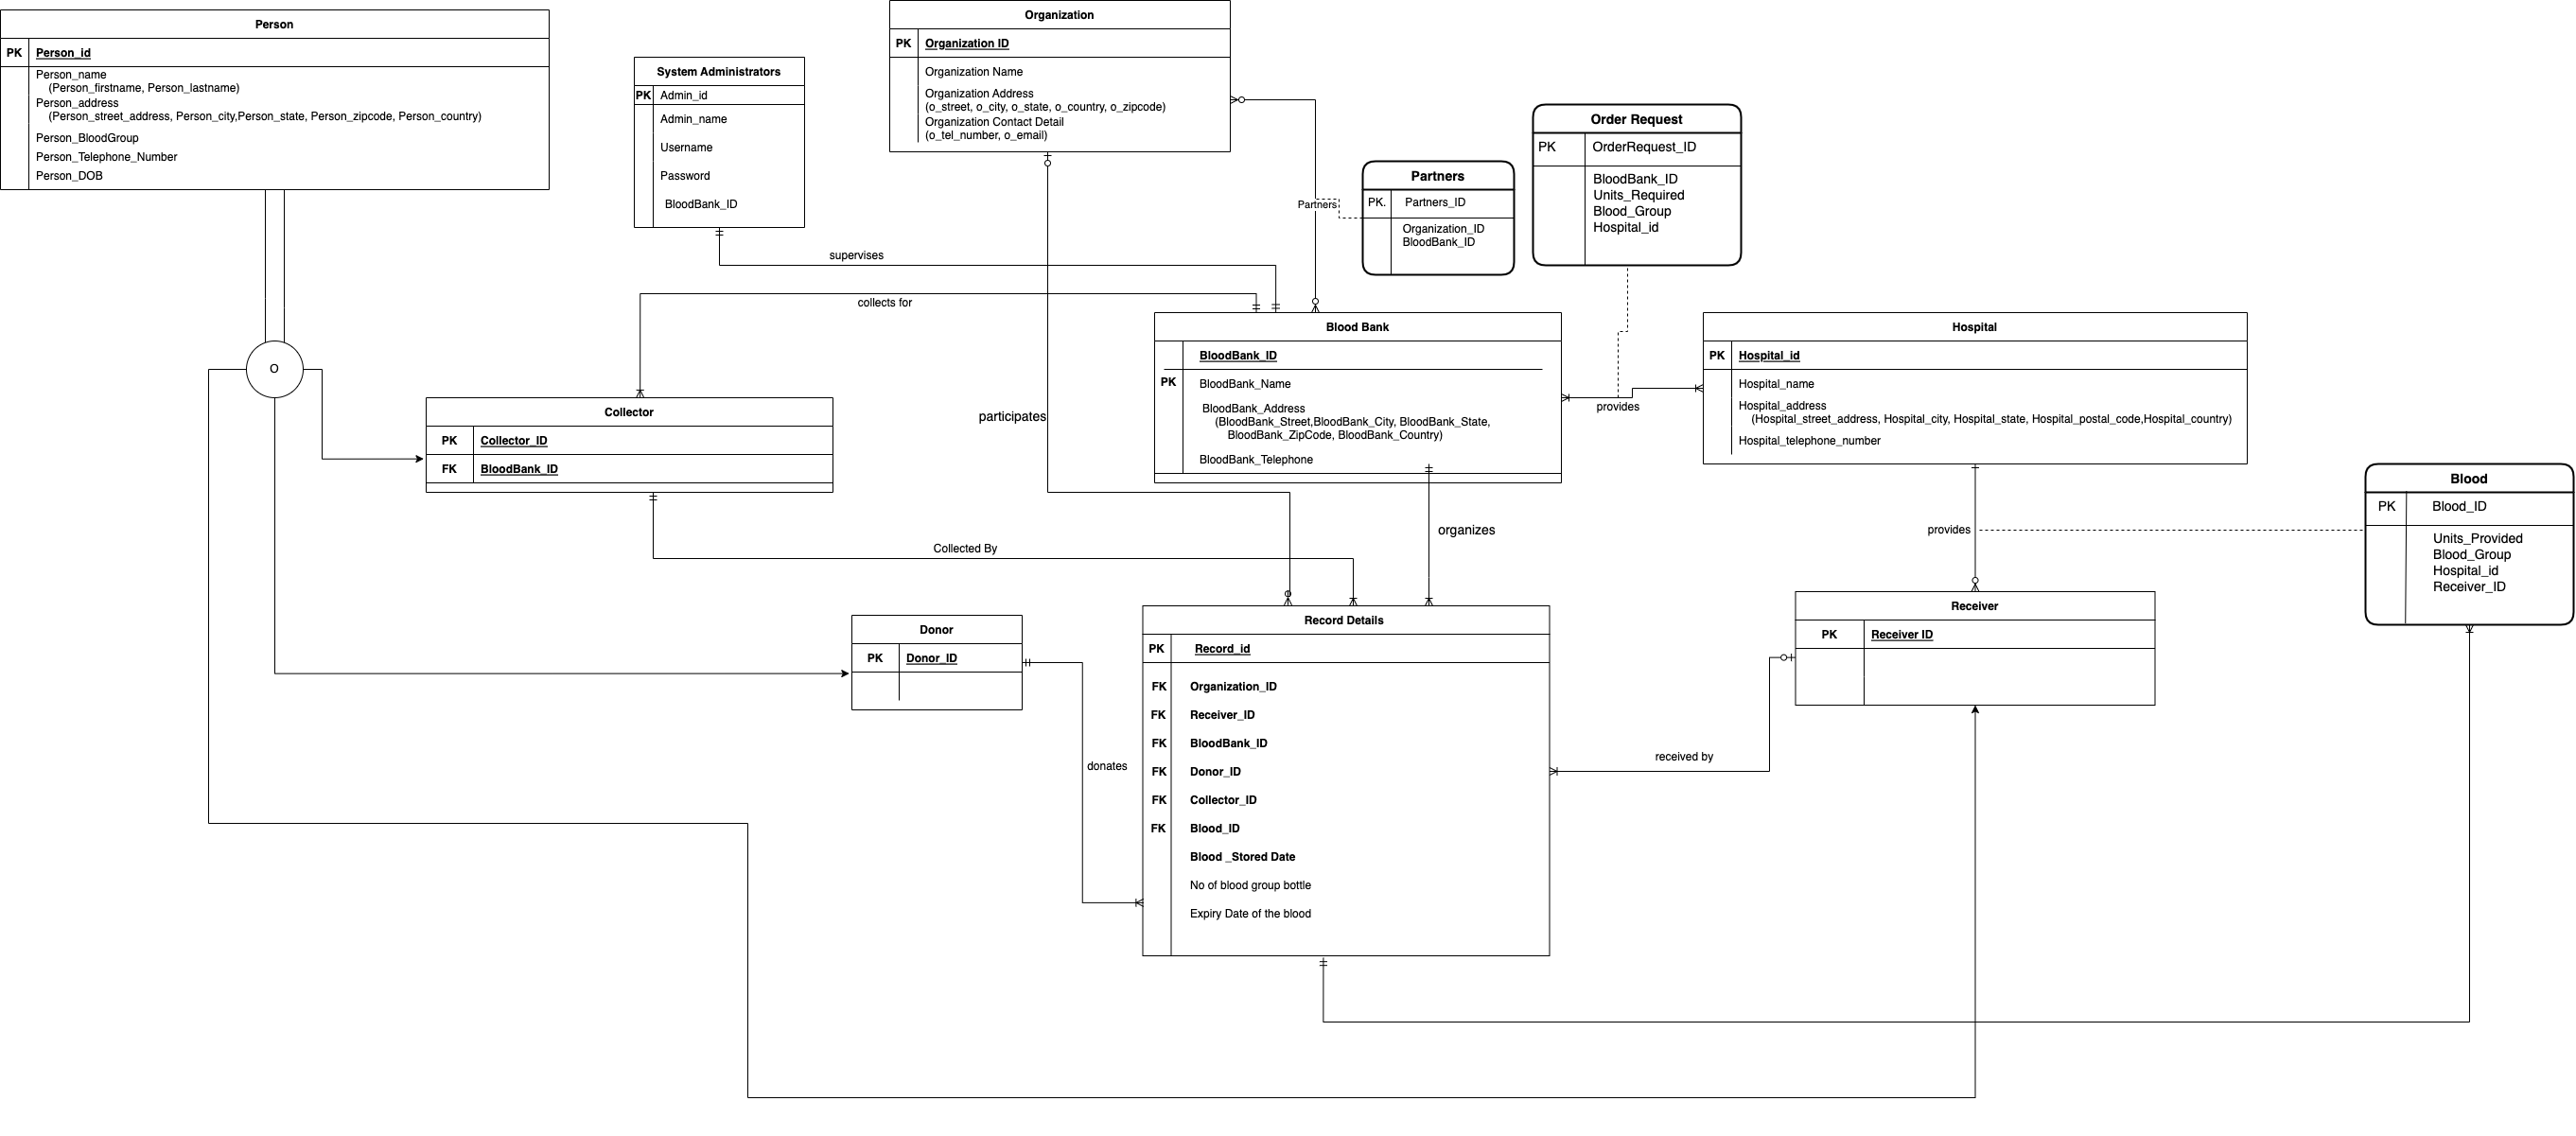 Person
PK Person_id
Person_name
(Person_firstname, Person_lastname)
Person_address
(Person_street_address, Person_city,Person_state, Person_zipcode, Person_country)
Person_BloodGroup
Person_Telephone_Number
Person_DOB
System Administrators
PK Admin_id
Admin_name
Username
Password
BloodBank_ID
Organization
PK Organization ID
Organization Name
Organization Address
(o_street, o_city, o_state, o_country, o_zipcode)
Organization Contact Detail
(o_tel_number, o_email)
Partners
Partners
PK. Partners_ID
Organization_ID
BloodBank_ID
Order Request
PK OrderRequest_ID
BloodBank_ID
Units_Required
Blood_Group
Hospital_id
supervises
collects for
participates
O
Collector
PK Collector_ID
FK BloodBank_ID
Blood Bank
BloodBank_ID
PK
BloodBank_Name
BloodBank_Address
(BloodBank_Street,BloodBank_City, BloodBank_State,
BloodBank_ZipCode, BloodBank_Country)
BloodBank_Telephone
provides
Hospital
PK Hospital_id
Hospital_name
Hospital_address
(Hospital_street_address, Hospital_city, Hospital_state, Hospital_postal_code,Hospital_country)
Hospital_telephone_number
organizes
Collected By
provides
Blood
PK Blood_ID
Units_Provided
Blood_Group
Hospital_id
Receiver_ID
Donor
PK Donor_ID
donates
Record Details
PK Record_id
FK Organization_ID
FK Receiver_ID
FK BloodBank_ID
FK Donor_ID
FK Collector_ID
FK Blood_ID
Blood _Stored Date
No of blood group bottle
Expiry Date of the blood
Receiver
PK Receiver ID
received by